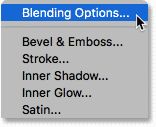 Blending Options...
Bevel & Emboss...
Stroke...
Inner Shadow...
Inner Glow...
Satin...